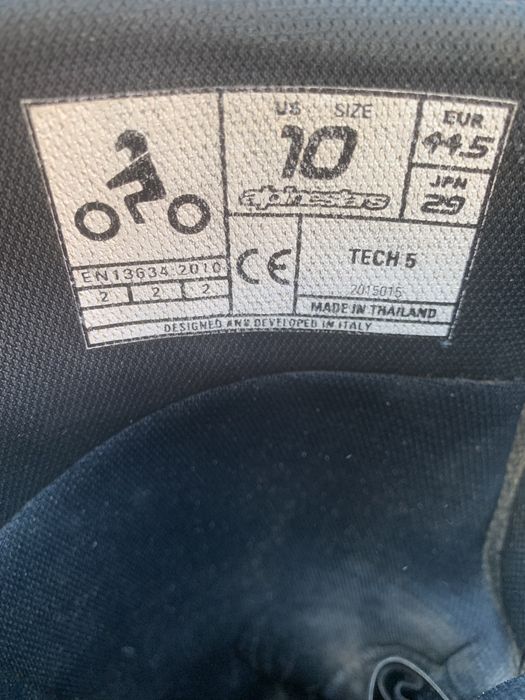 US SIZE
10
alpinestars
EUR
44.5
JPN
29
EN13634:2010
2 2 2
CE
TECH 5
2015015
MADE IN THAILAND
DESIGNED AND DEVELOPED IN ITALY